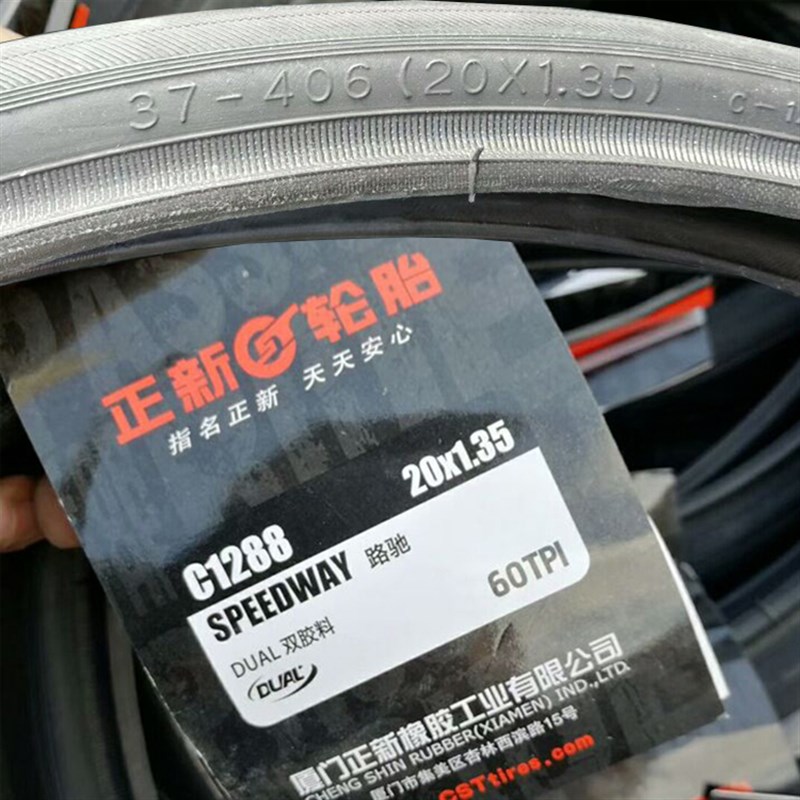 37-406 (20X1.35) C-1
正新轮胎
指名正新 天天安心
20x1.35
C1288
SPEEDWAY 路驰
60TPI
DUAL 双胶料
DUAL
厦门正新橡胶工业有限公司
CHENG SHIN RUBBER(XIAMEN) IND.,LTD.
厦门市集美区杏林西滨路15号
CSTtires.com